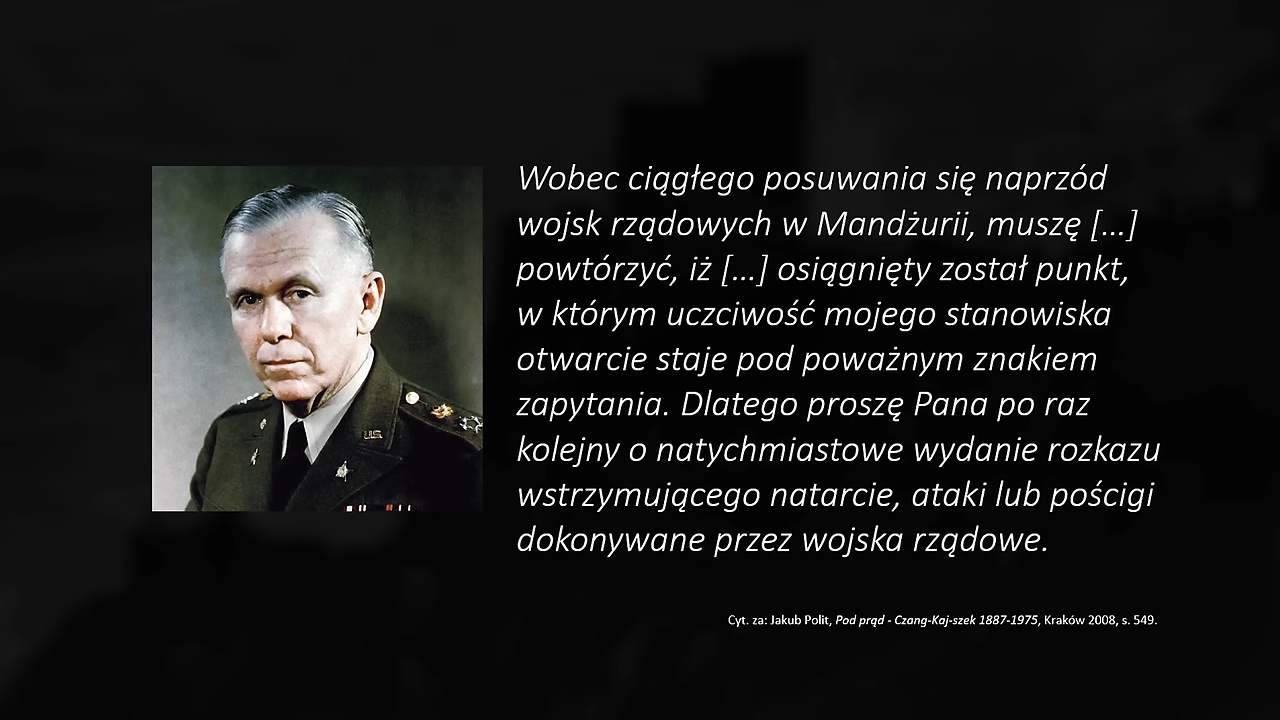 Wobec ciągłego posuwania się naprzód
wojsk rządowych w Mandżurii, muszę [...]
powtórzyć, iż [...] osiągnięty został punkt,
w którym uczciwość mojego stanowiska
otwarcie staje pod poważnym znakiem
zapytania. Dlatego proszę Pana po raz
kolejny o natychmiastowe wydanie rozkazu
wstrzymującego natarcie, ataki lub pościgi
dokonywane przez wojska rządowe.
Cyt. za: Jakub Polit, Pod prąd - Czang-Kaj-szek 1887-1975, Kraków 2008, s. 549.